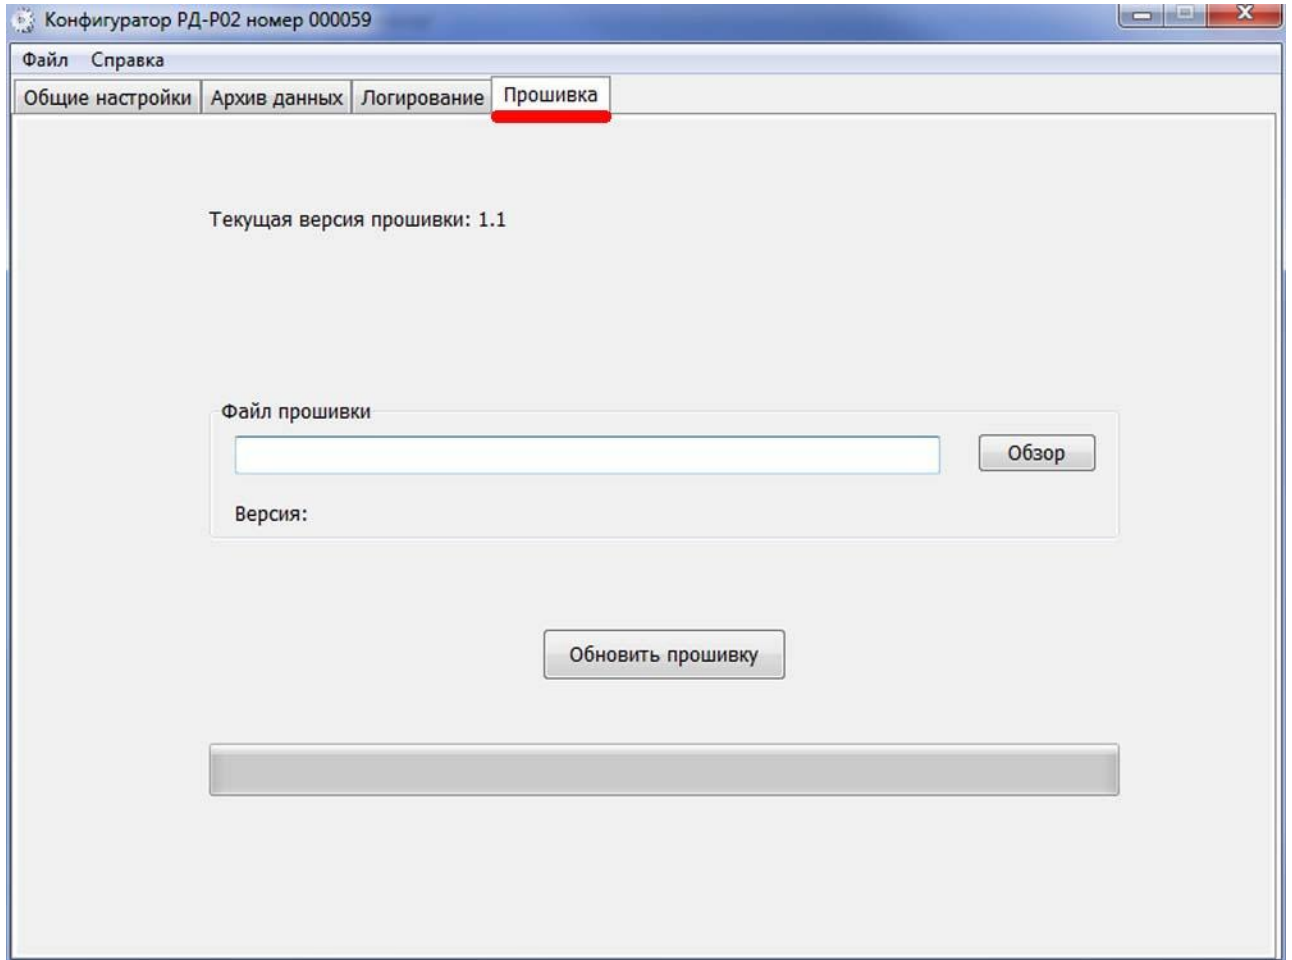 Конфигуратор РД-Р02 номер 000059
Файл Справка
Общие настройки Архив данных Логирование Прошивка
Текущая версия прошивки: 1.1
Файл прошивки
Обзор
Версия:
Обновить прошивку